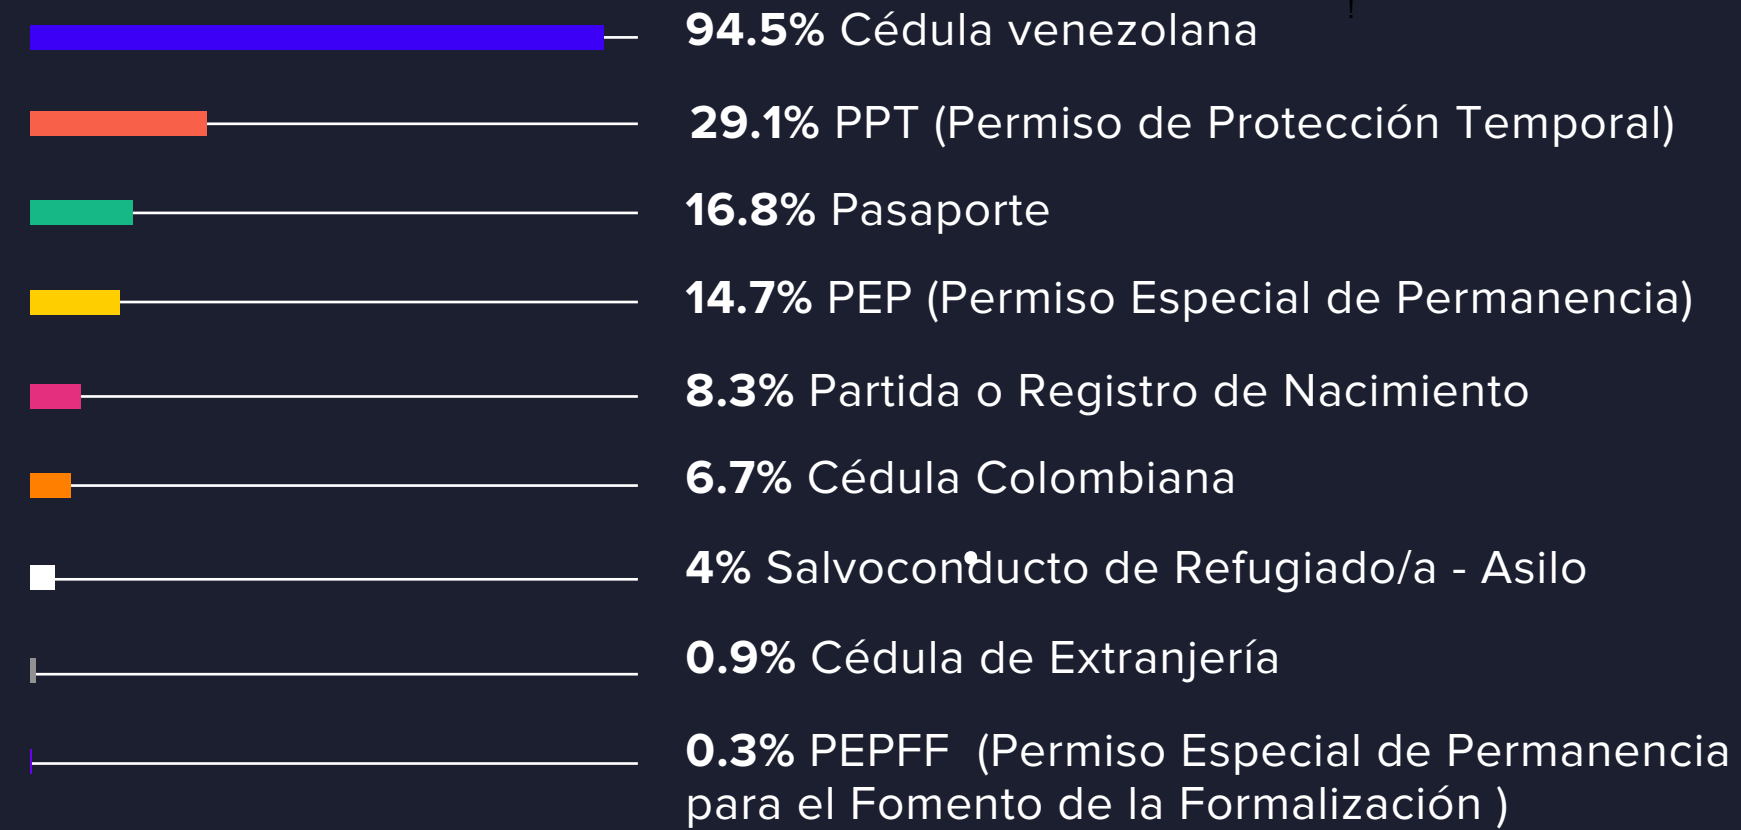 94.5% Cédula venezolana
29.1% PPT (Permiso de Protección Temporal)
16.8% Pasaporte
14.7% PEP (Permiso Especial de Permanencia)
8.3% Partida o Registro de Nacimiento
6.7% Cédula Colombiana
4% Salvoconducto de Refugiado/a - Asilo
0.9% Cédula de Extranjería
0.3% PEPFF (Permiso Especial de Permanencia
para el Fomento de la Formalización )